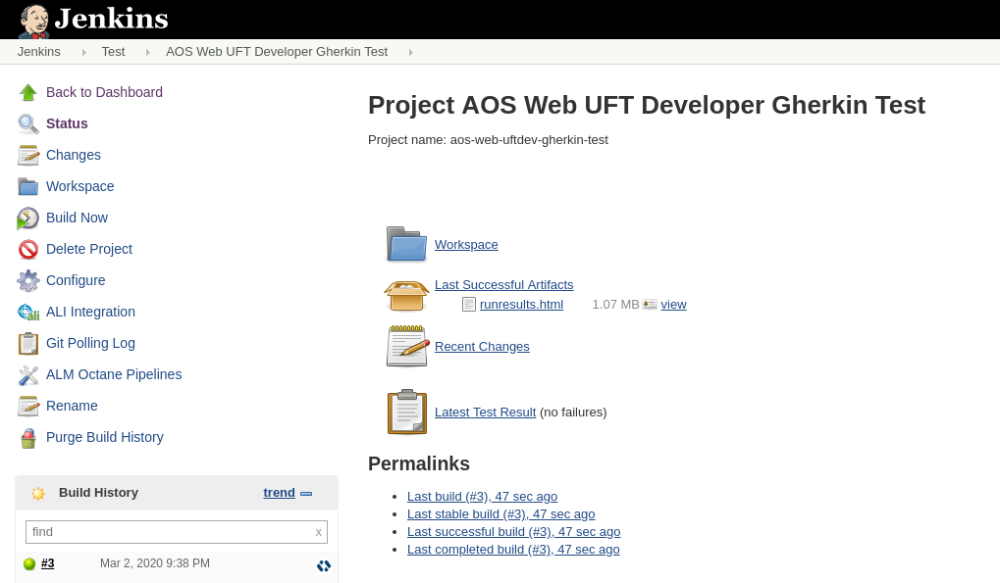 Jenkins
Jenkins Test AOS Web UFT Developer Gherkin Test
Back to Dashboard
Status
Changes
Workspace
Build Now
Delete Project
Configure
ALI Integration
Git Polling Log
ALM Octane Pipelines
Rename
Purge Build History
Build History trend
find x
#3 Mar 2, 2020 9:38 PM
Project AOS Web UFT Developer Gherkin Test
Project name: aos-web-uftdev-gherkin-test
Workspace
Last Successful Artifacts
runresults.html 1.07 MB view
Recent Changes
Latest Test Result (no failures)
Permalinks
Last build (#3), 47 sec ago
Last stable build (#3), 47 sec ago
Last successful build (#3), 47 sec ago
Last completed build (#3), 47 sec ago